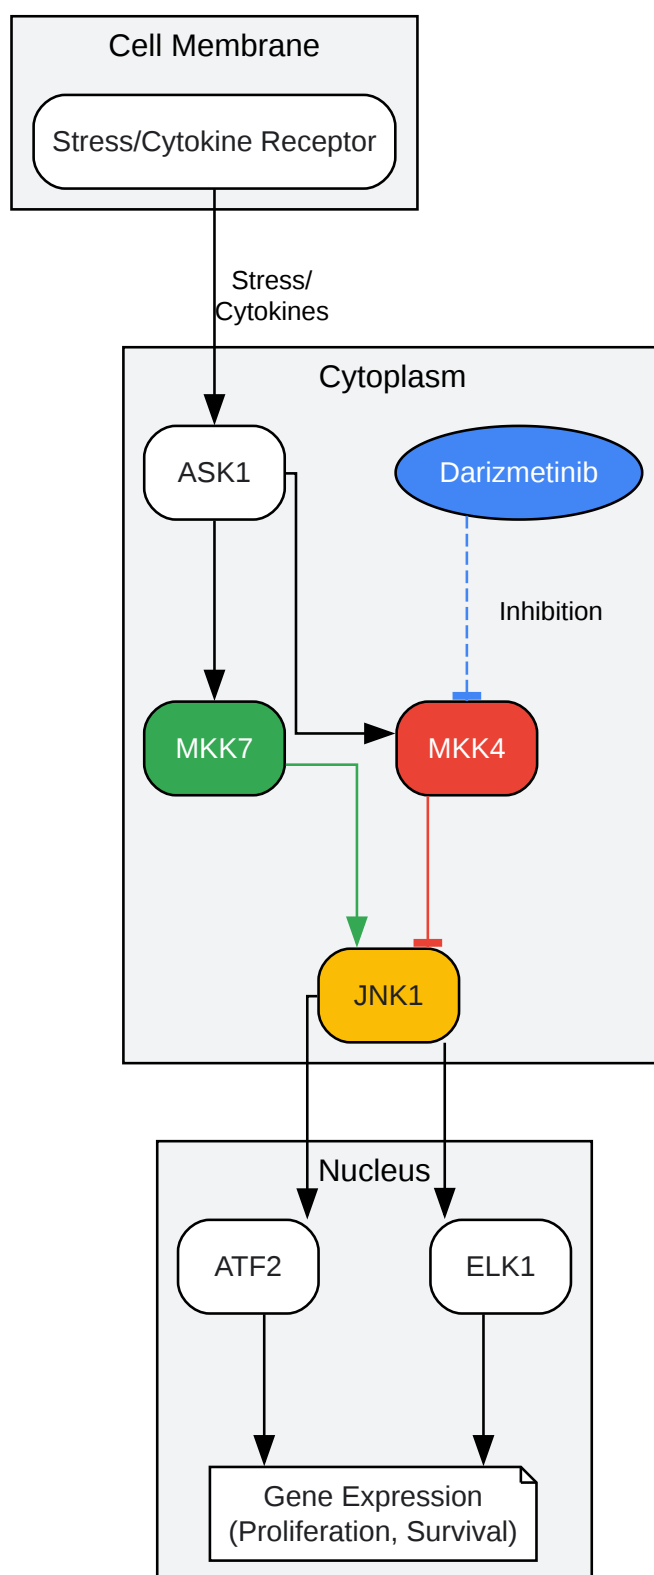 Cell Membrane
Stress/Cytokine Receptor
Stress/
Cytokines
Cytoplasm
ASK1
Darizmetinib
Inhibition
MKK7
MKK4
JNK1
Nucleus
ATF2
ELK1
Gene Expression
(Proliferation, Survival)